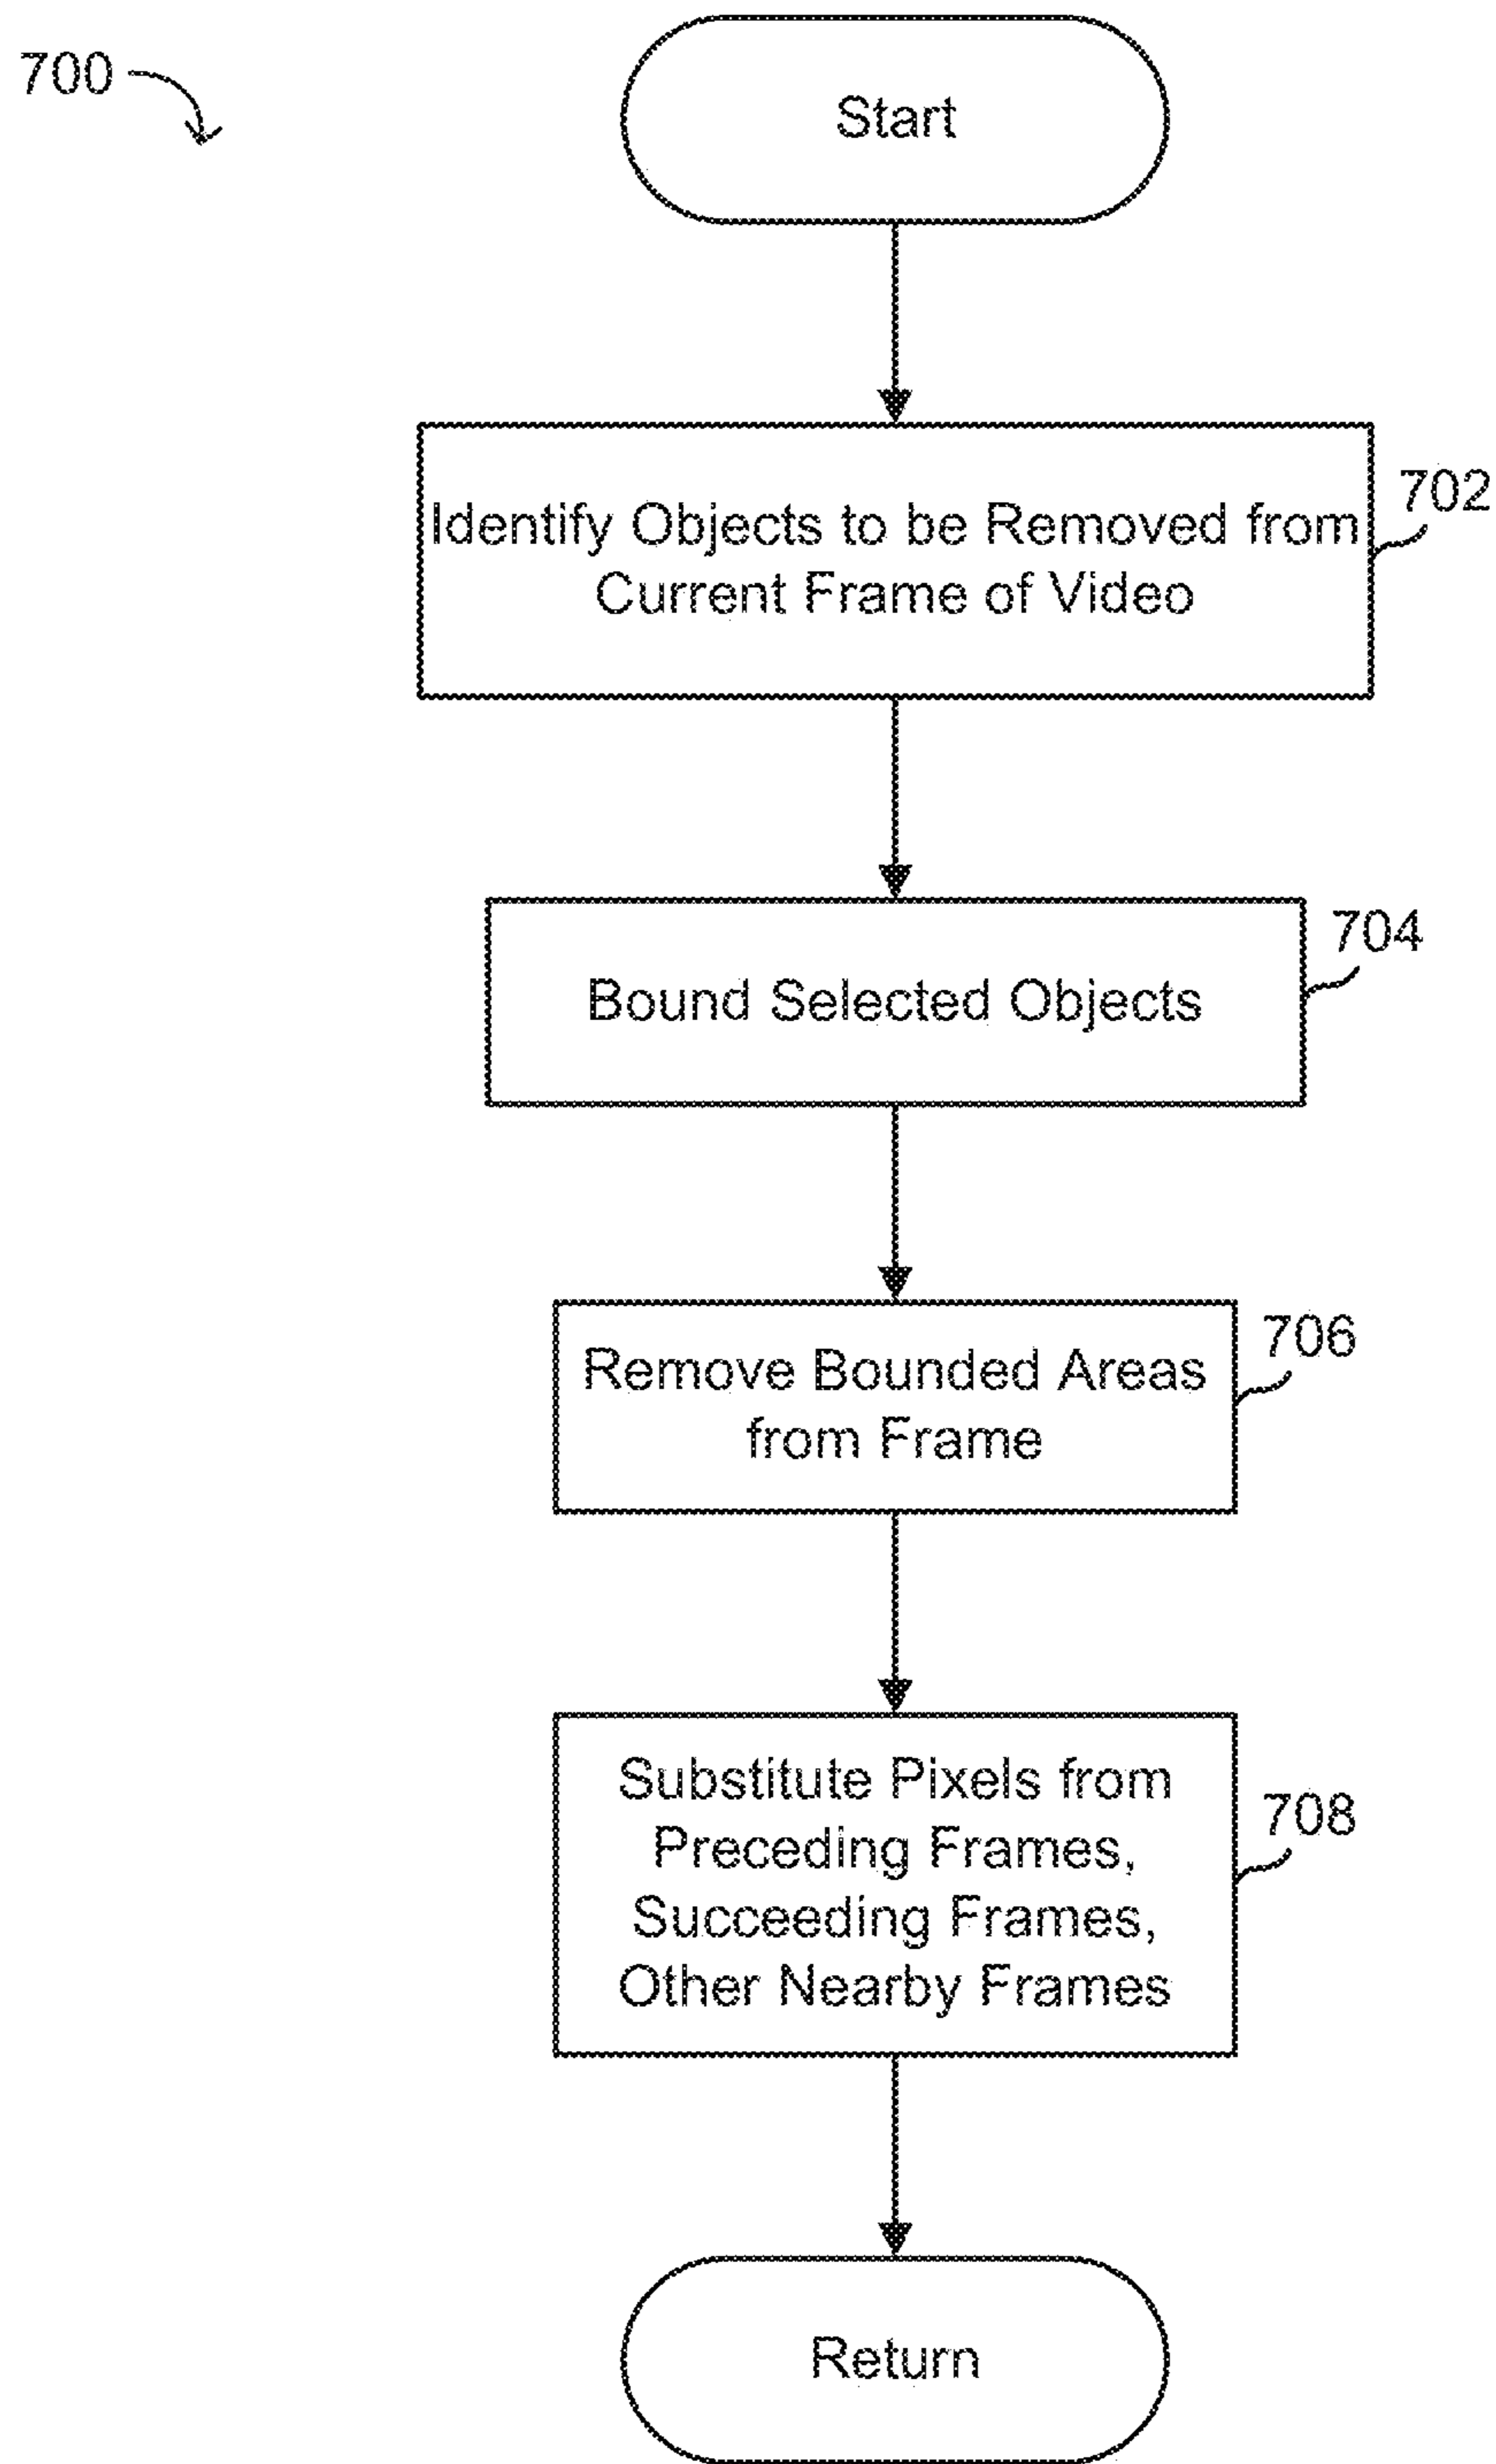 700
Start
Identify Objects to be Removed from
Current Frame of Video
702
Bound Selected Objects
704
Remove Bounded Areas
from Frame
706
Substitute Pixels from
Preceding Frames,
Succeeding Frames,
Other Nearby Frames
708
Return